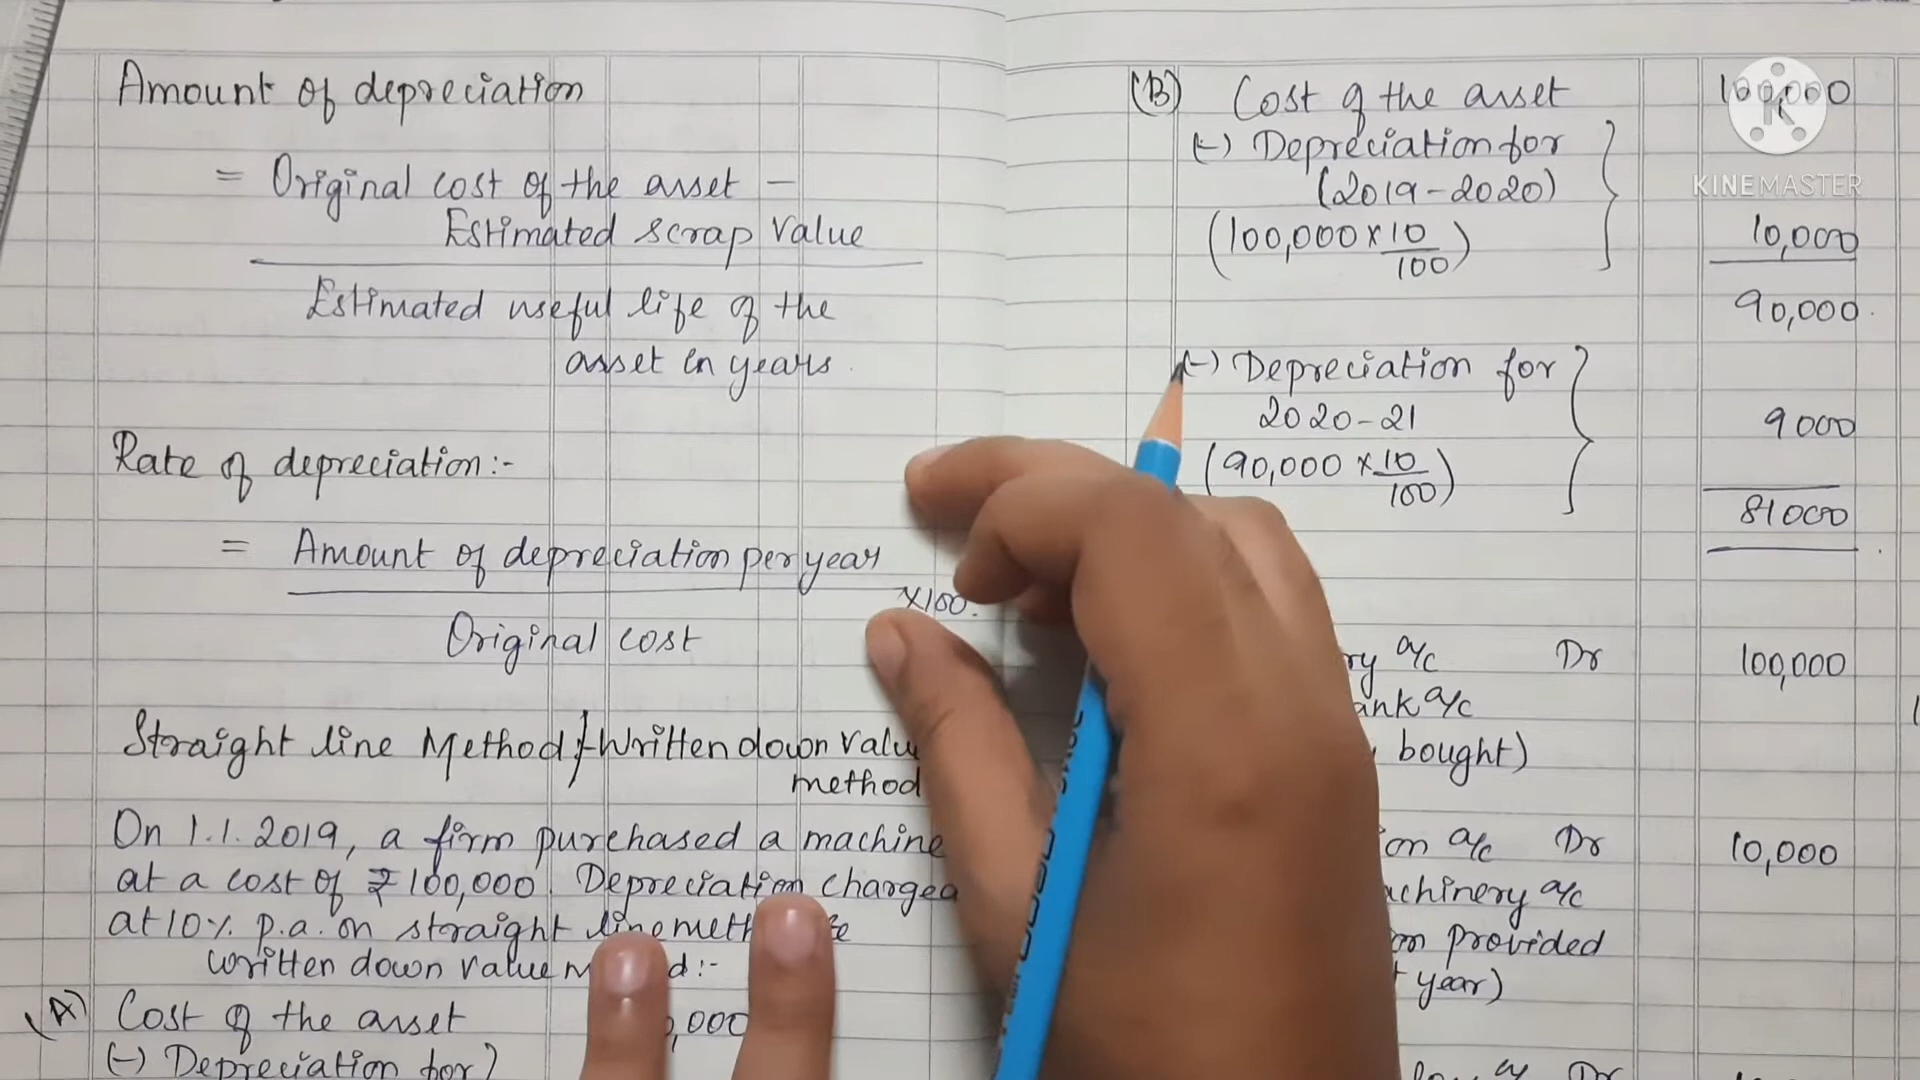 Amount of depreciation
= Original cost of the asset –
Estimated scrap value
Estimated useful life of the
asset in years.
Rate of depreciation:-
= Amount of depreciation per year
×100.
Original cost
Straight line Method / Written down value
method
On 1.1.2019, a firm purchased a machine
at a cost of ₹100,000. Depreciation charged
at 10% p.a. on straight line
written down value
(A) Cost of the asset
(-) Depreciation for
(B) Cost of the asset 100,000
(-) Depreciation for
(2019-2020)
(100,000 × 10/100) 10,000
90,000
(-) Depreciation for
2020-21 9000
(90,000 × 10/100)
81000
a/c Dr 100,000
a/c
bought)
a/c Dr 10,000
a/c
provided
year)
Dr
KINEMASTER